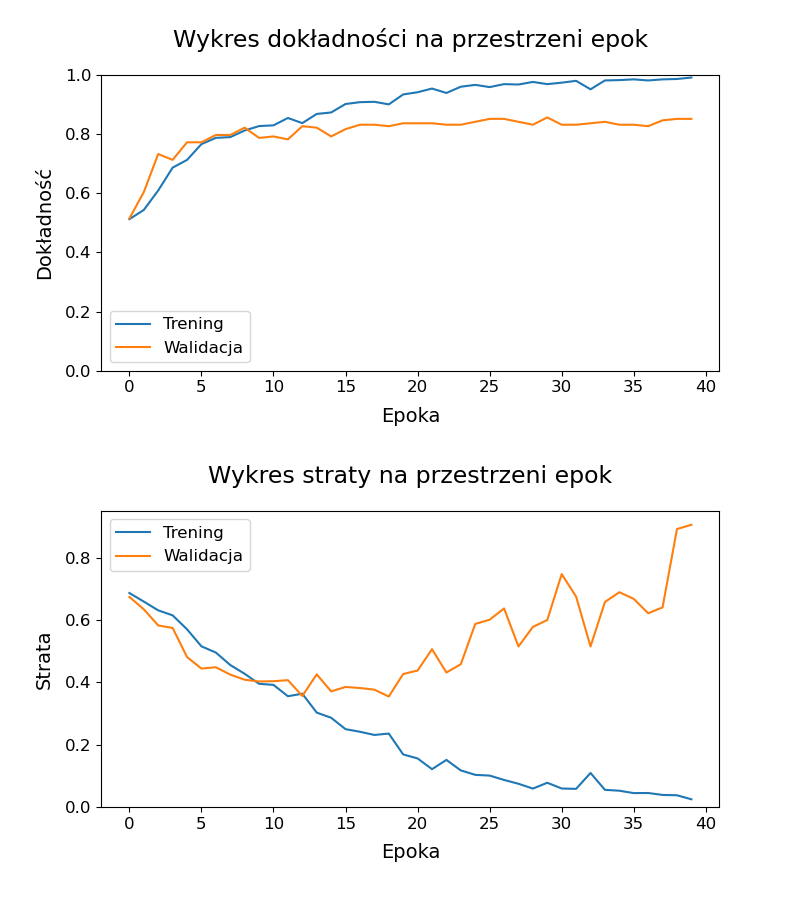 Wykres dokładności na przestrzeni epok
1.0
0.8
0.6
0.4
0.2
0.0
Dokładność
Trening
Walidacja
0 5 10 15 20 25 30 35 40
Epoka
Wykres straty na przestrzeni epok
Trening
Walidacja
0.8
0.6
0.4
0.2
0.0
Strata
0 5 10 15 20 25 30 35 40
Epoka